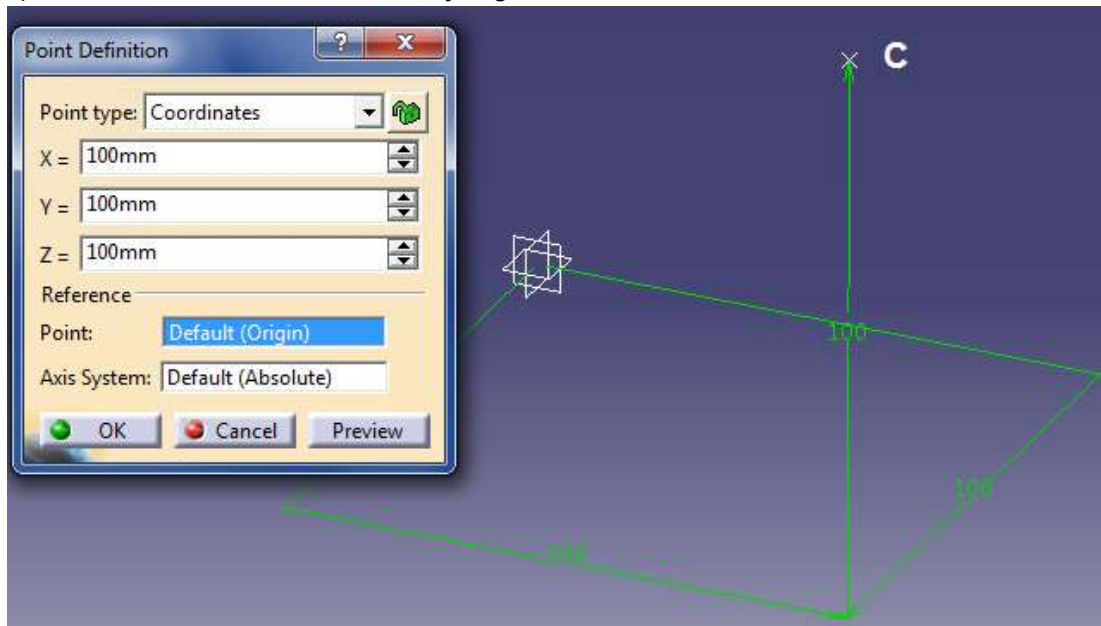 Point Definition
Point type: Coordinates
X = 100mm
Y = 100mm
Z = 100mm
Reference
Point: Default (Origin)
Axis System: Default (Absolute)
OK Cancel Preview
C
100
100
100